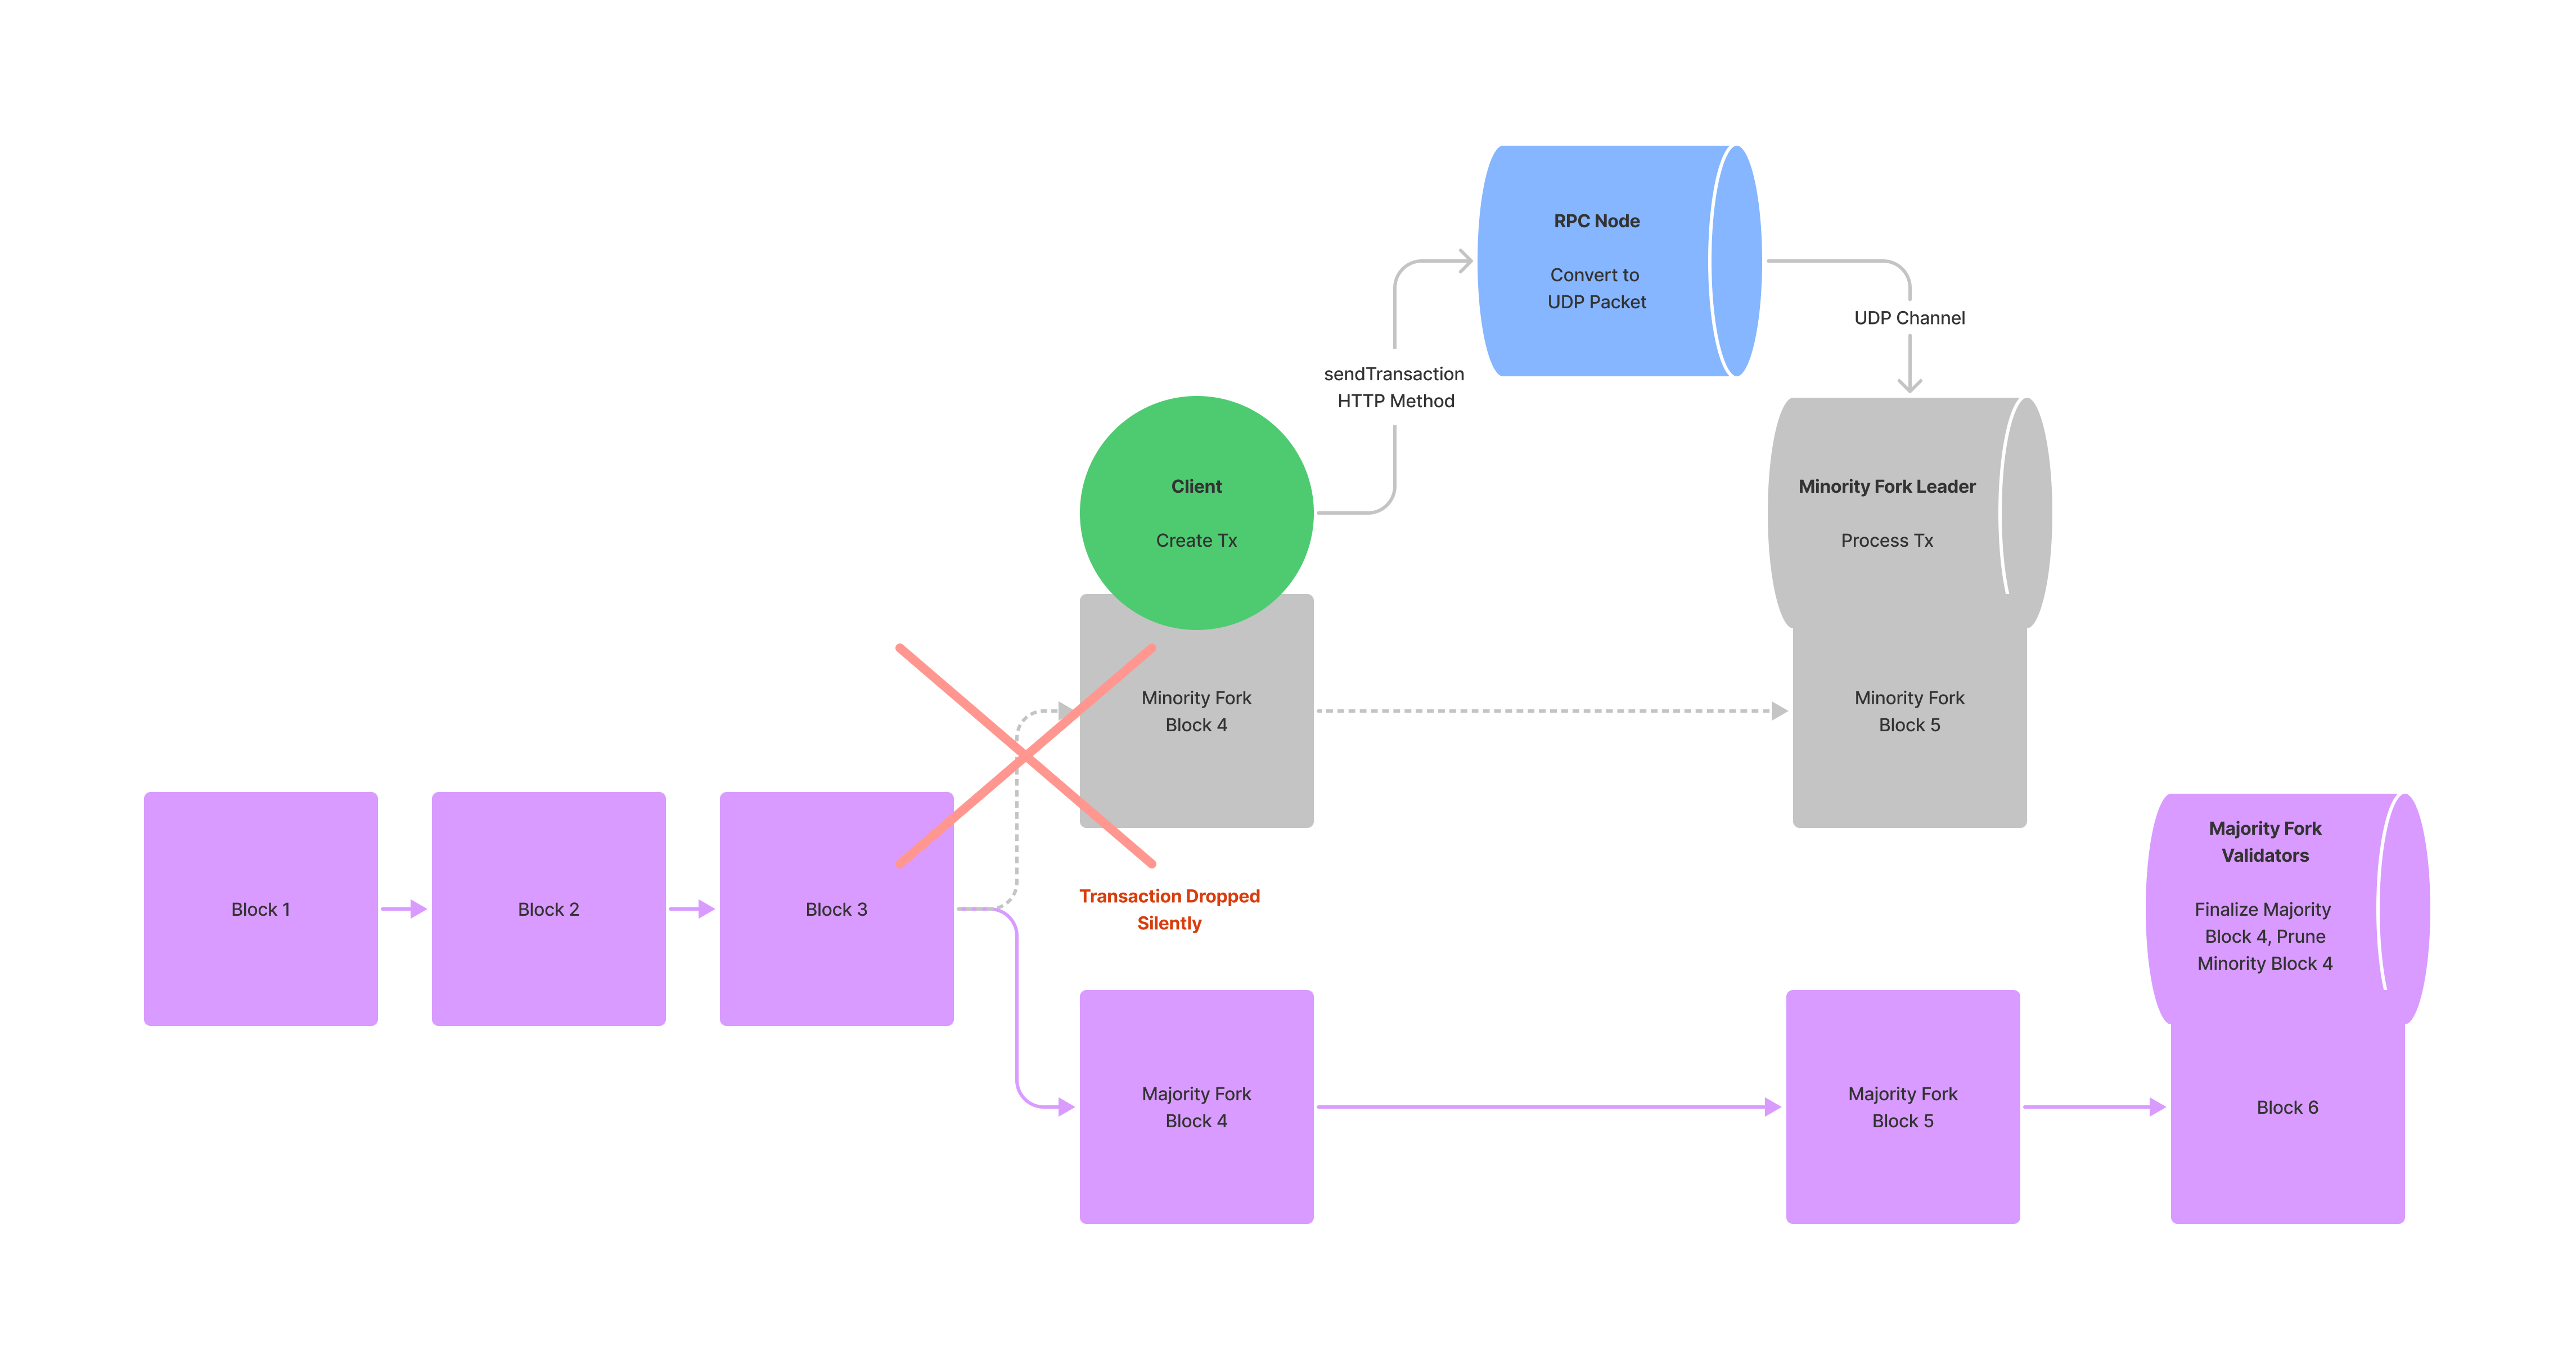 RPC Node
Convert to
UDP Packet
UDP Channel
sendTransaction
HTTP Method
Client
Create Tx
Minority Fork Leader
Process Tx
Minority Fork
Block 4
Minority Fork
Block 5
Block 1
Block 2
Block 3
Transaction Dropped
Silently
Majority Fork
Validators
Finalize Majority
Block 4, Prune
Minority Block 4
Majority Fork
Block 4
Majority Fork
Block 5
Block 6